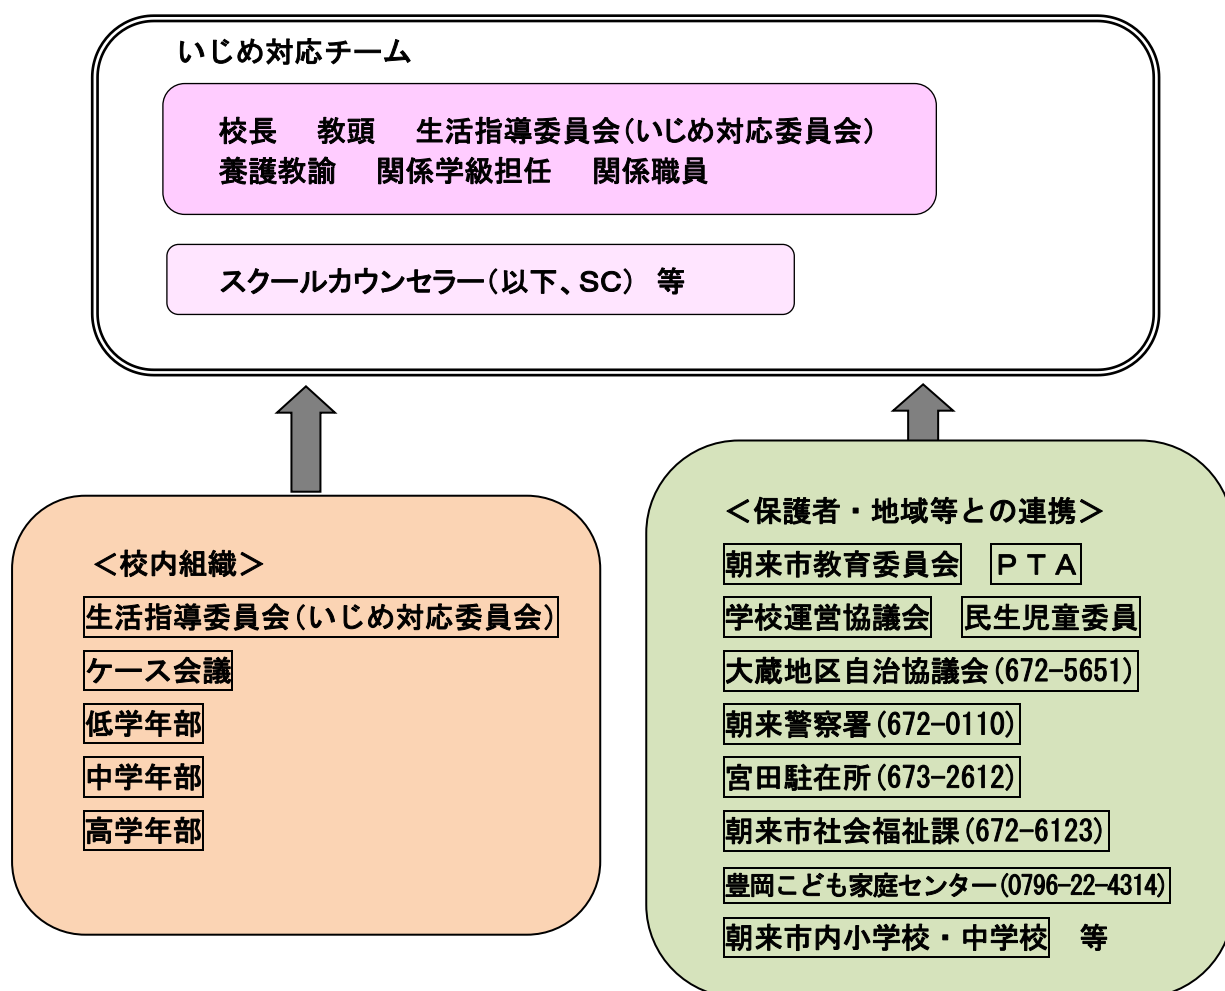 いじめ対応チーム
校長　教頭　生活指導委員会（いじめ対応委員会）
養護教諭　関係学級担任　関係職員
スクールカウンセラー（以下、ＳＣ）　等
＜校内組織＞
生活指導委員会（いじめ対応委員会）
ケース会議
低学年部
中学年部
高学年部
＜保護者・地域等との連携＞
朝来市教育委員会　ＰＴＡ
学校運営協議会　民生児童委員
大蔵地区自治協議会(672-5651)
朝来警察署(672-0110)
宮田駐在所(673-2612)
朝来市社会福祉課(672-6123)
豊岡こども家庭センター(0796-22-4314)
朝来市内小学校・中学校　等